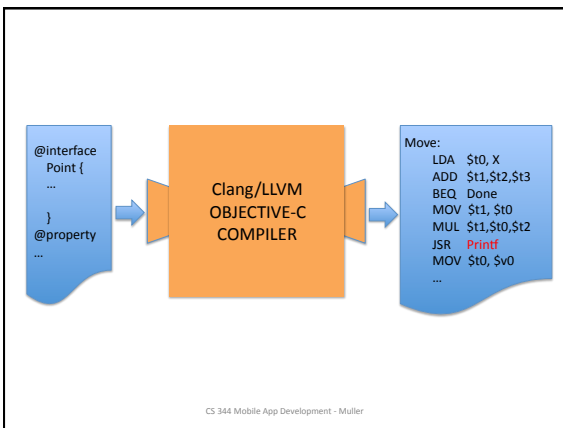 @interface
Point {
...
}
@property
...
Clang/LLVM
OBJECTIVE-C
COMPILER
Move:
LDA $t0, X
ADD $t1,$t2,$t3
BEQ Done
MOV $t1, $t0
MUL $t1,$t0,$t2
JSR Printf
MOV $t0, $v0
...
CS 344 Mobile App Development - Muller